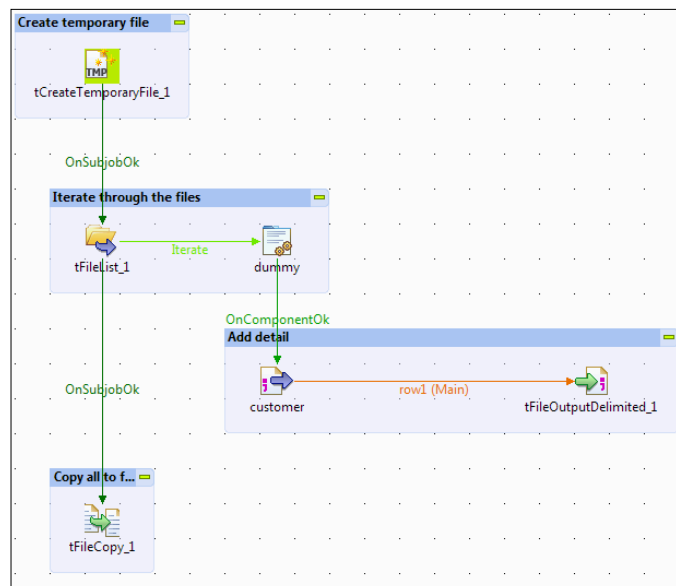 Create temporary file
TMP
tCreateTemporaryFile_1
OnSubjobOk
Iterate through the files
Iterate
tFileList_1
dummy
OnComponentOk
Add detail
OnSubjobOk
row1 (Main)
customer
tFileOutputDelimited_1
Copy all to f...
tFileCopy_1